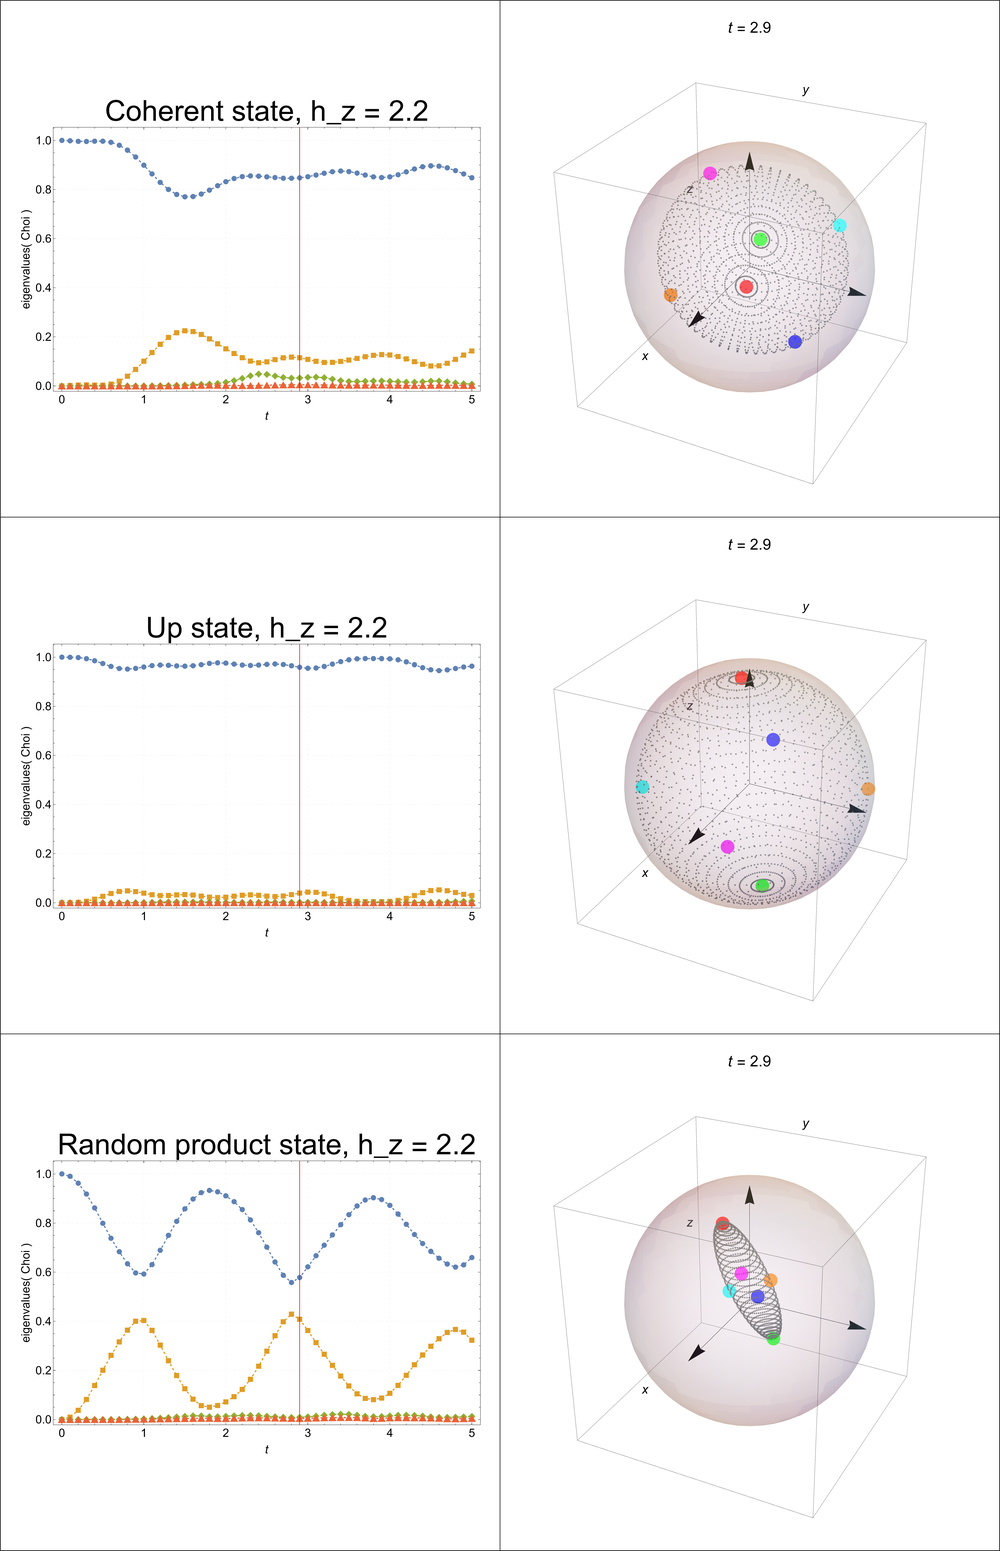 Coherent state, h_z = 2.2
eigenvalues( Choi )
1.0
0.8
0.6
0.4
0.2
0.0
0 1 2 3 4 5
t
t = 2.9
y
z
x
Up state, h_z = 2.2
eigenvalues( Choi )
1.0
0.8
0.6
0.4
0.2
0.0
0 1 2 3 4 5
t
t = 2.9
y
z
x
Random product state, h_z = 2.2
eigenvalues( Choi )
1.0
0.8
0.6
0.4
0.2
0.0
0 1 2 3 4 5
t
t = 2.9
y
z
x